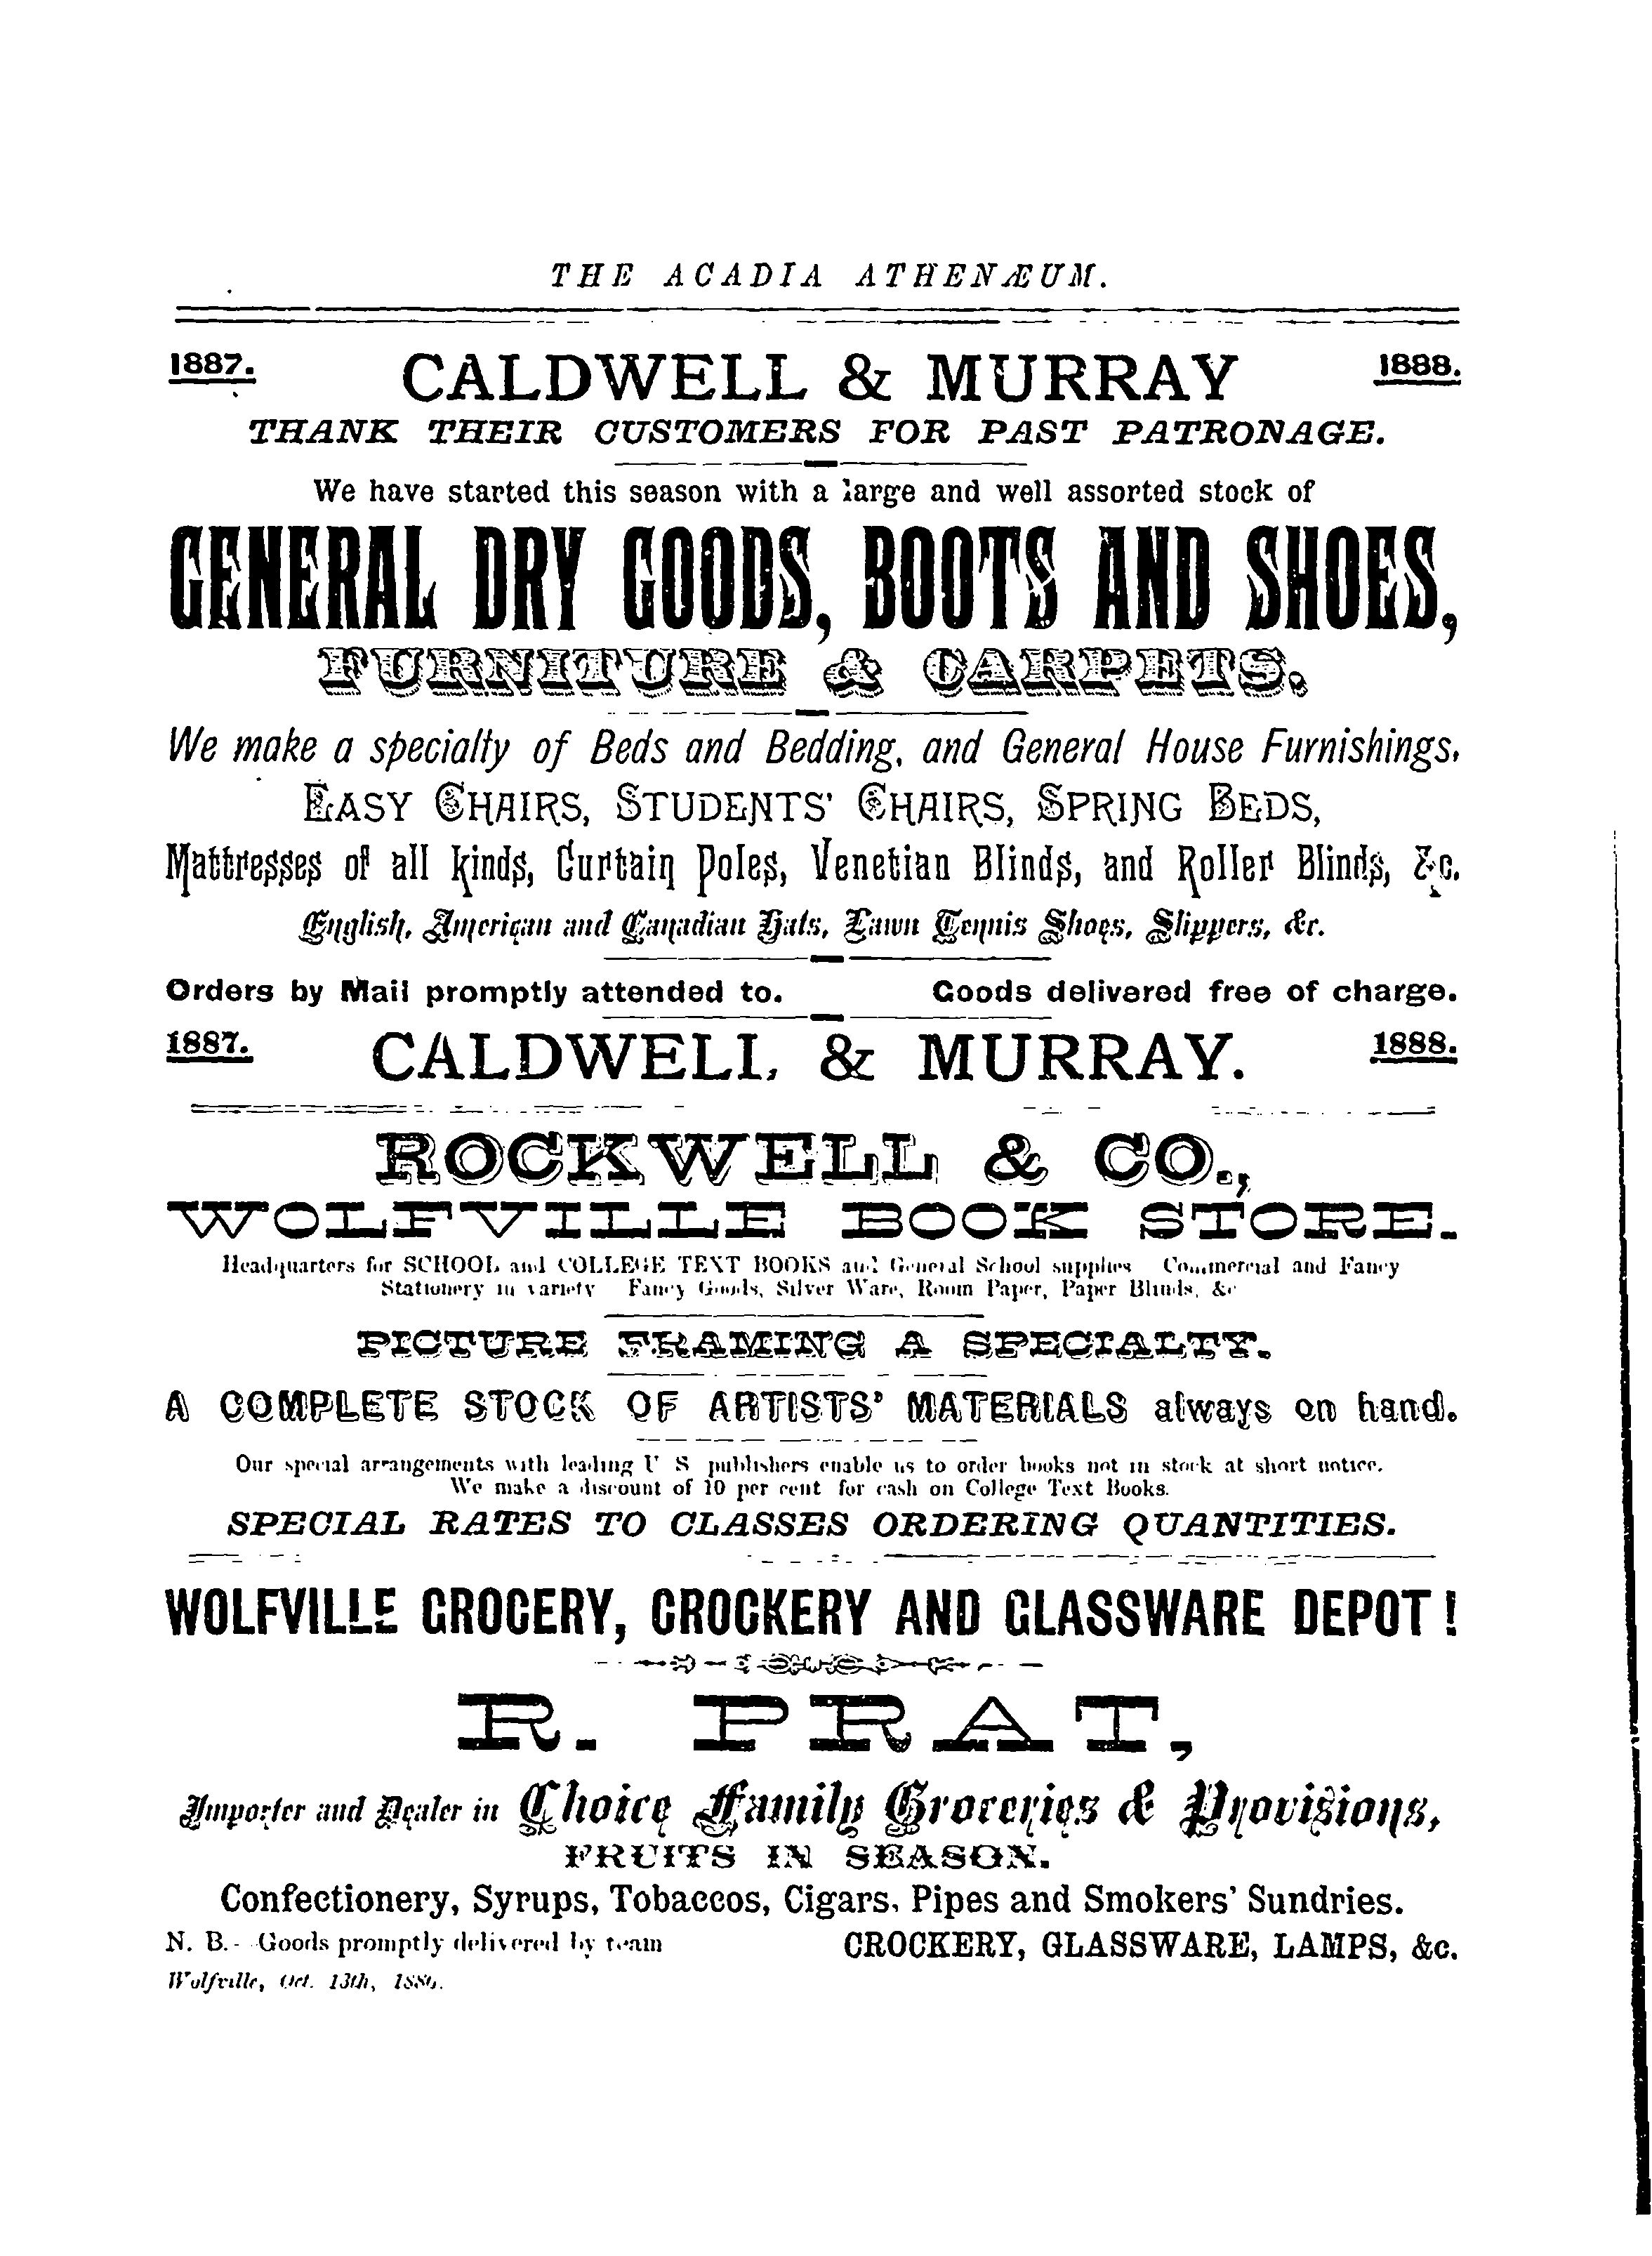 THE ACADIA ATHENÆUM.
1887. CALDWELL & MURRAY 1888.
THANK THEIR CUSTOMERS FOR PAST PATRONAGE.
We have started this season with a large and well assorted stock of
GENERAL DRY GOODS, BOOTS AND SHOES,
FURNITURE & CARPETS.
We make a specialty of Beds and Bedding, and General House Furnishings.
EASY CHAIRS, STUDENTS' CHAIRS, SPRING BEDS,
Mattresses of all kinds, Curtain Poles, Venetian Blinds, and Roller Blinds, &c.
English, American and Canadian Hats, Lawn Tennis Shoes, Slippers, &c.
Orders by Mail promptly attended to. Goods delivered free of charge.
1887. CALDWELL & MURRAY. 1888.
ROCKWELL & CO.,
WOLFVILLE BOOK STORE.
Headquarters for SCHOOL and COLLEGE TEXT BOOKS and General School supplies Commercial and Fancy
Stationery in variety Fancy Goods, Silver Ware, Room Paper, Paper Blinds, &c
PICTURE FRAMING A SPECIALTY.
A COMPLETE STOCK OF ARTISTS' MATERIALS always on hand.
Our special arrangements with leading U S publishers enable us to order books not in stock at short notice.
We make a discount of 10 per cent for cash on College Text Books.
SPECIAL RATES TO CLASSES ORDERING QUANTITIES.
WOLFVILLE GROCERY, CROCKERY AND GLASSWARE DEPOT!
R. PRAT,
Importer and Dealer in Choice Family Groceries & Provisions,
FRUITS IN SEASON.
Confectionery, Syrups, Tobaccos, Cigars, Pipes and Smokers' Sundries.
N. B.- Goods promptly delivered by team CROCKERY, GLASSWARE, LAMPS, &c.
Wolfville, Oct. 13th,